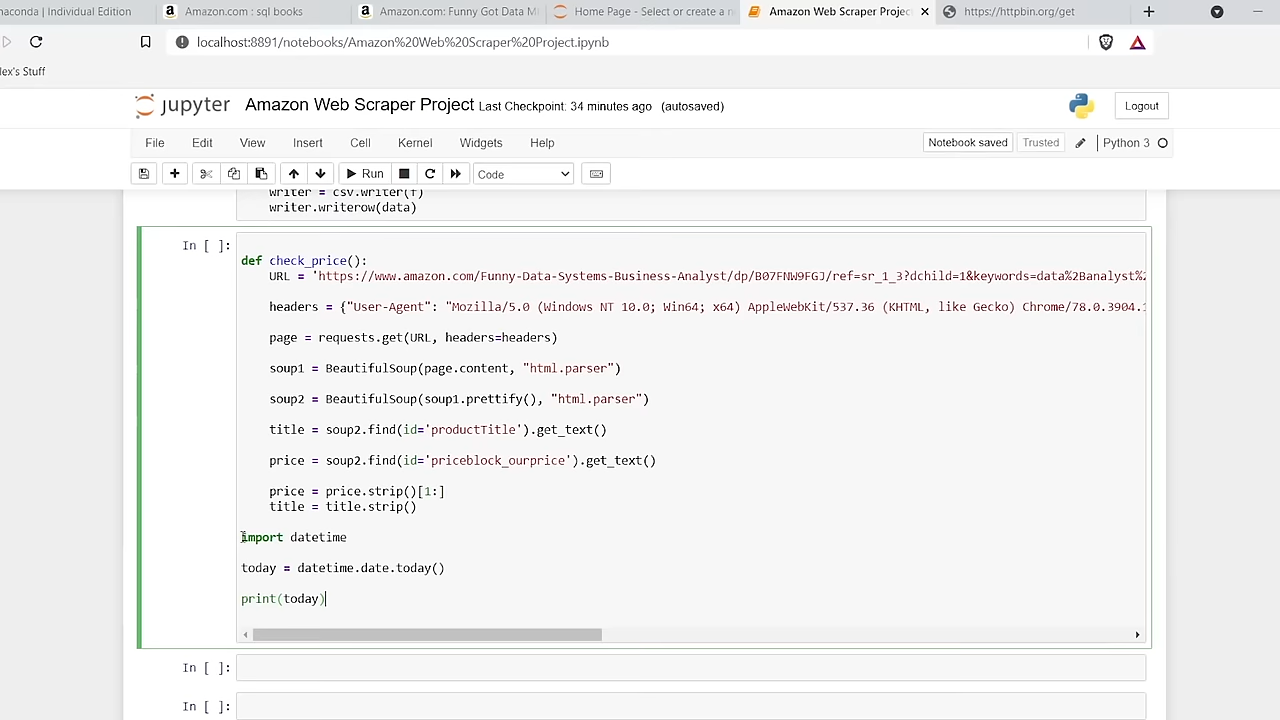 naconda | Individual Edition
Amazon.com : sql books
Amazon.com: Funny Got Data M
Home Page - Select or create a n
Amazon Web Scraper Project
https://httpbin.org/get
localhost:8891/notebooks/Amazon%20Web%20Scraper%20Project.ipynb
lex's Stuff
jupyter Amazon Web Scraper Project Last Checkpoint: 34 minutes ago (autosaved)
Logout
File Edit View Insert Cell Kernel Widgets Help
Notebook saved Trusted Python 3
Run Code
writer = csv.writer(f)
writer.writerow(data)
In [ ]:
def check_price():
URL = 'https://www.amazon.com/Funny-Data-Systems-Business-Analyst/dp/B07FNW9FGJ/ref=sr_1_3?dchild=1&keywords=data%2Banalyst%2
headers = {"User-Agent": "Mozilla/5.0 (Windows NT 10.0; Win64; x64) AppleWebKit/537.36 (KHTML, like Gecko) Chrome/78.0.3904.1
page = requests.get(URL, headers=headers)
soup1 = BeautifulSoup(page.content, "html.parser")
soup2 = BeautifulSoup(soup1.prettify(), "html.parser")
title = soup2.find(id='productTitle').get_text()
price = soup2.find(id='priceblock_ourprice').get_text()
price = price.strip()[1:]
title = title.strip()
import datetime
today = datetime.date.today()
print(today)
In [ ]:
In [ ]: